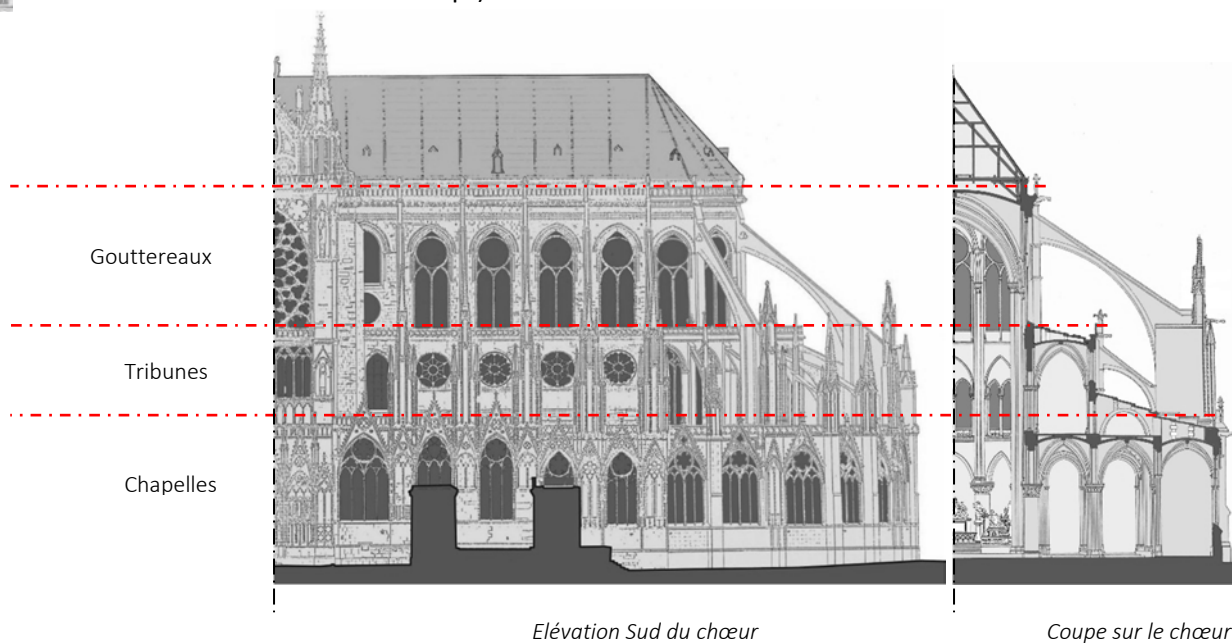 Gouttereaux
Tribunes
Chapelles
Elévation Sud du chœur
Coupe sur le chœur